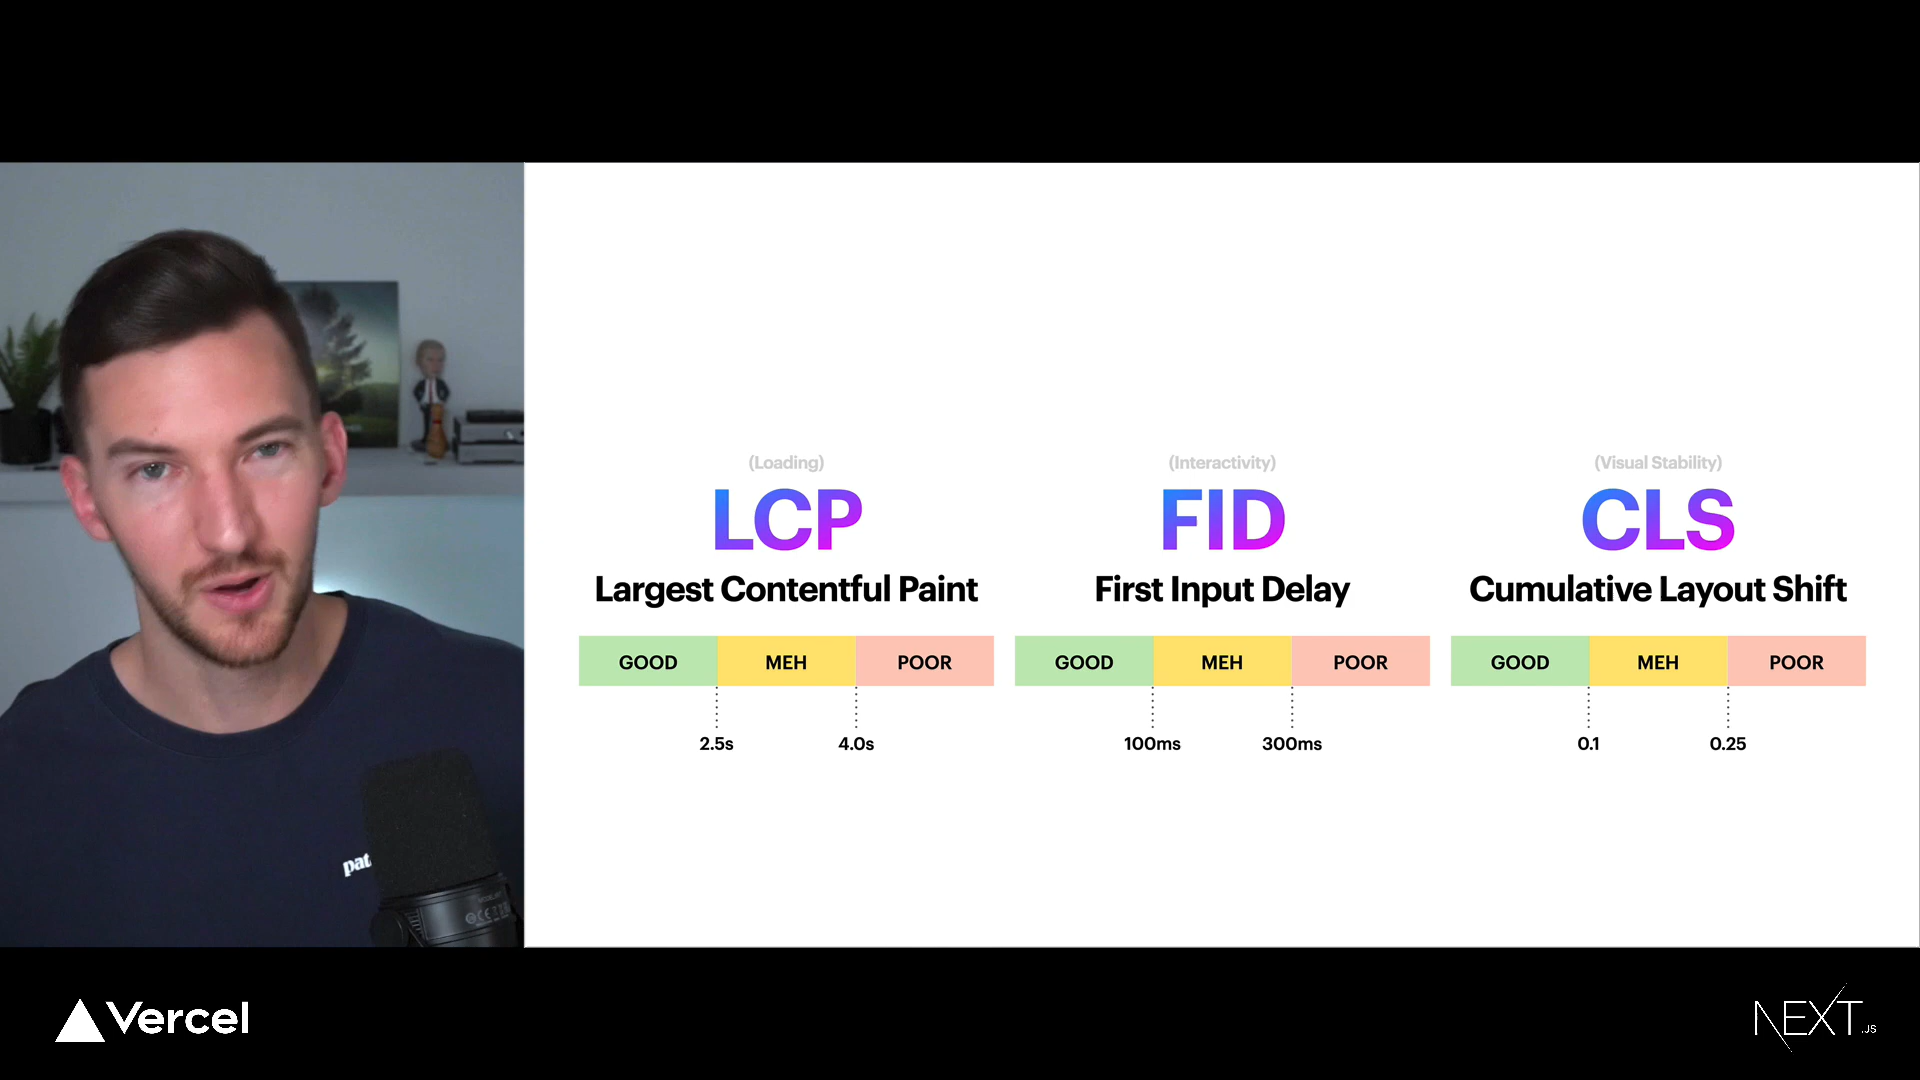 (Loading)
LCP
Largest Contentful Paint
GOOD MEH POOR
2.5s 4.0s
(Interactivity)
FID
First Input Delay
GOOD MEH POOR
100ms 300ms
(Visual Stability)
CLS
Cumulative Layout Shift
GOOD MEH POOR
0.1 0.25
pat
Vercel
NEXT.JS